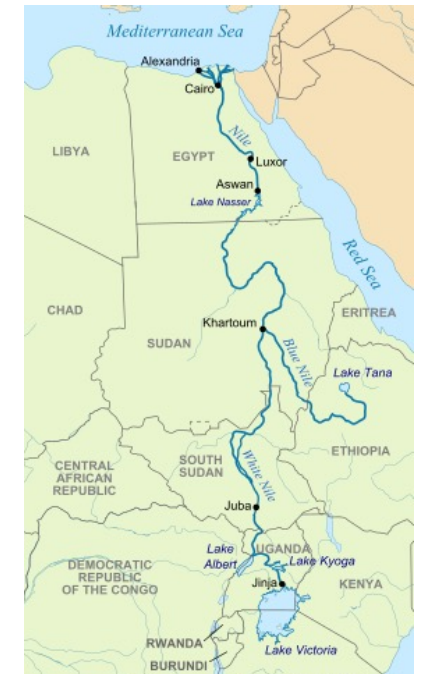 Mediterranean Sea
Alexandria
Cairo
LIBYA
EGYPT
Nile
Luxor
Aswan
Lake Nasser
Red Sea
CHAD
SUDAN
Khartoum
ERITREA
Blue Nile
Lake Tana
ETHIOPIA
CENTRAL
AFRICAN
REPUBLIC
SOUTH
SUDAN
White Nile
Juba
Lake
Albert
UGANDA
Lake Kyoga
DEMOCRATIC
REPUBLIC
OF THE CONGO
Jinja
KENYA
RWANDA
BURUNDI
Lake Victoria